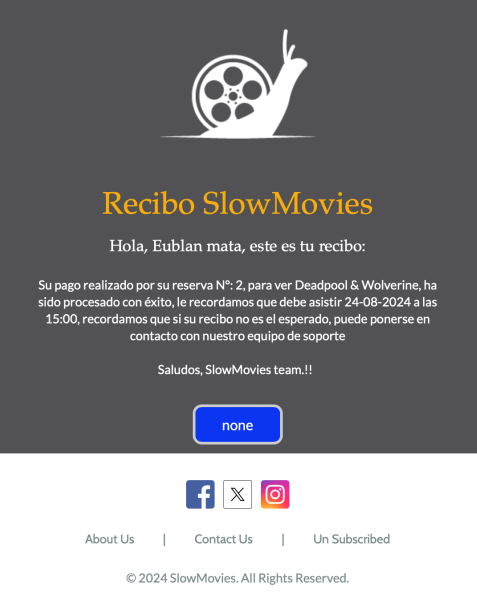 Recibo SlowMovies
Hola, Eublan mata, este es tu recibo:
Su pago realizado por su reserva N°: 2, para ver Deadpool & Wolverine, ha
sido procesado con éxito, le recordamos que debe asistir 24-08-2024 a las
15:00, recordamos que si su recibo no es el esperado, puede ponerse en
contacto con nuestro equipo de soporte
Saludos, SlowMovies team.!!
none
About Us | Contact Us | Un Subscribed
© 2024 SlowMovies. All Rights Reserved.